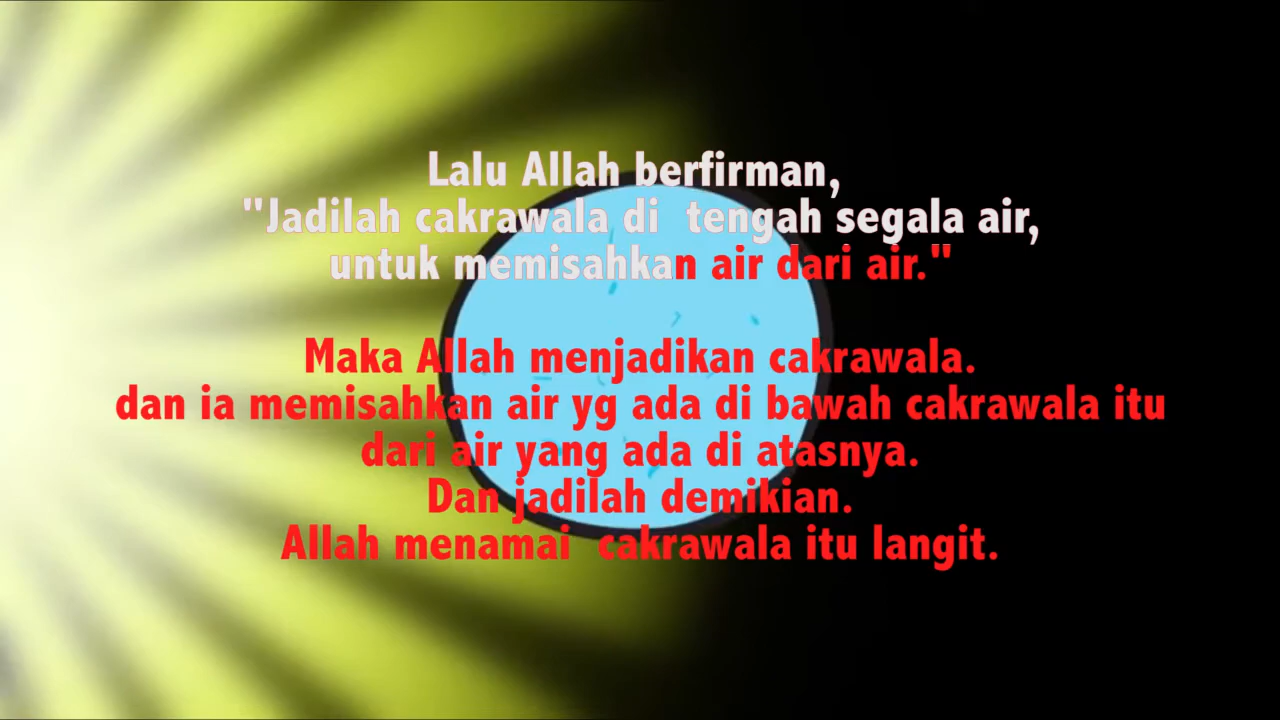 Lalu Allah berfirman,
"Jadilah cakrawala di  tengah segala air,
untuk memisahkan air dari air."
Maka Allah menjadikan cakrawala.
dan ia memisahkan air yg ada di bawah cakrawala itu
dari air yang ada di atasnya.
Dan jadilah demikian.
Allah menamai  cakrawala itu langit.